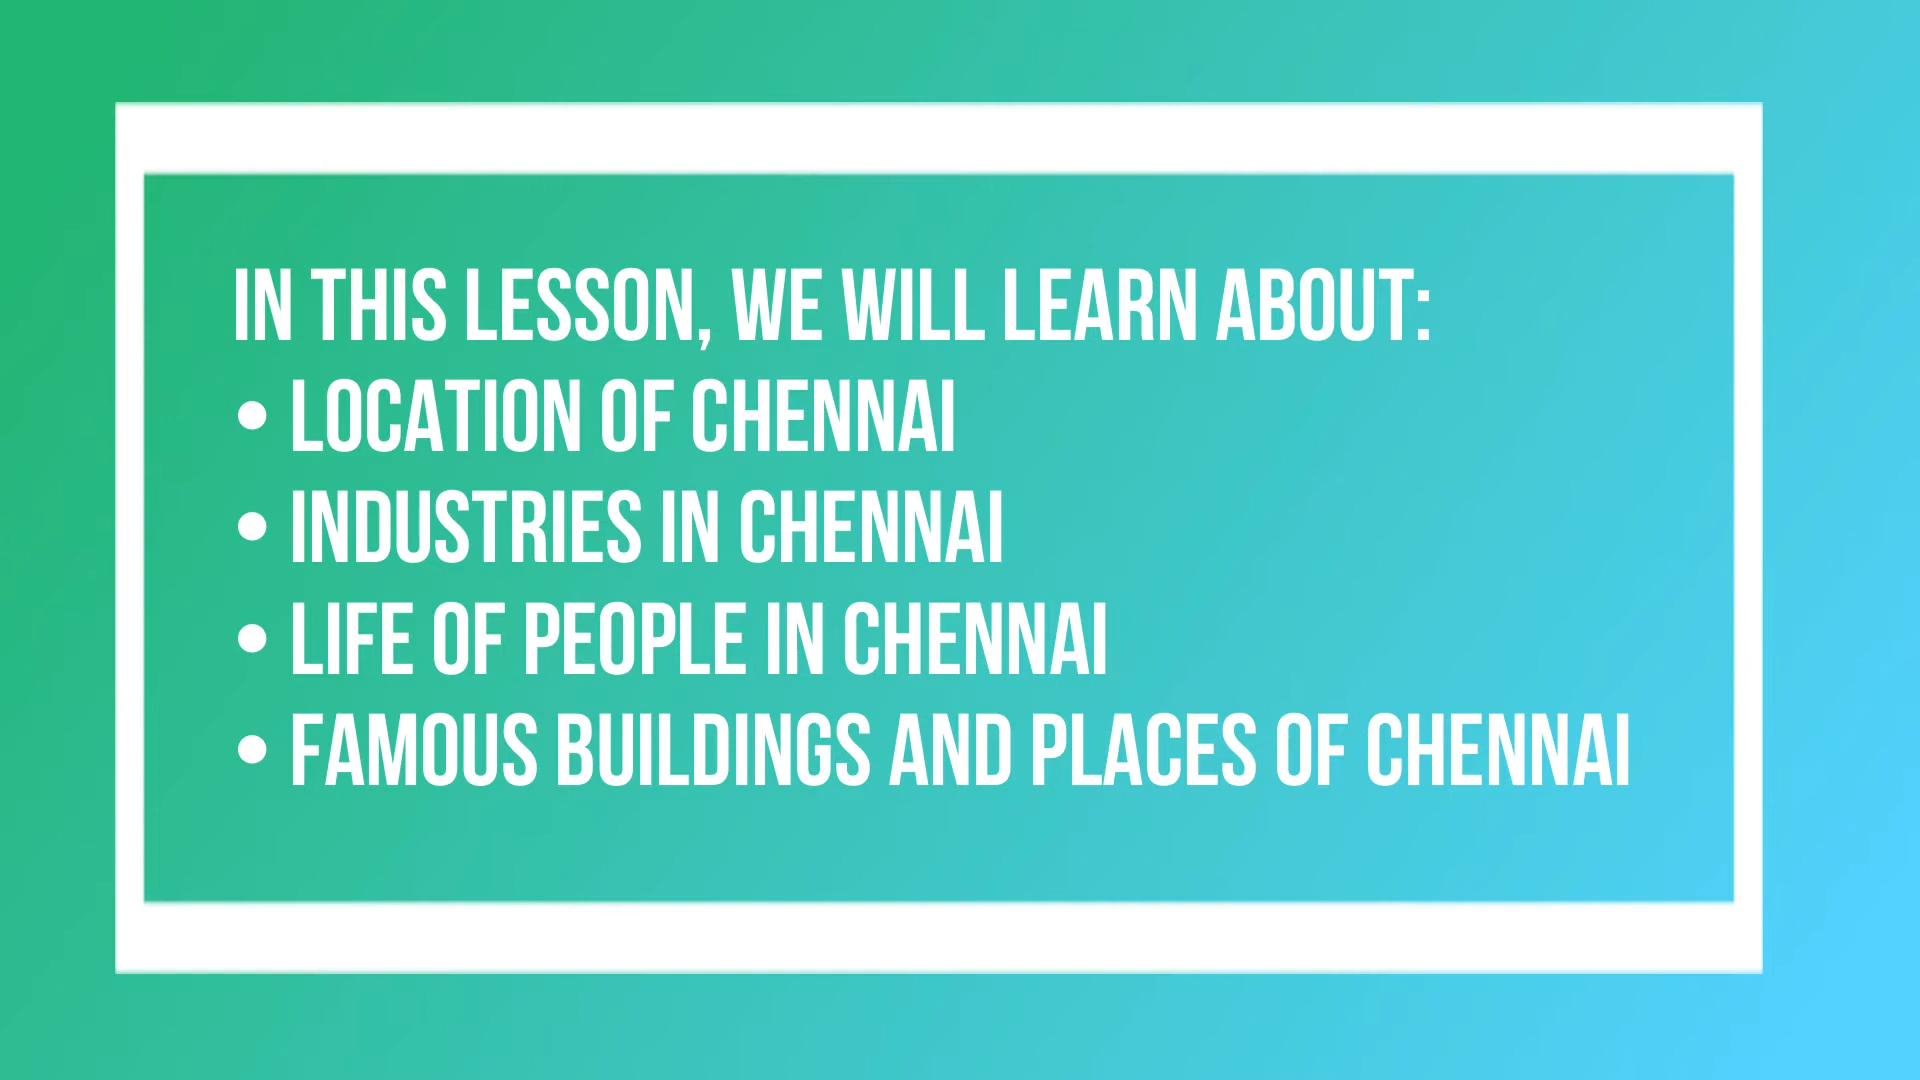 IN THIS LESSON, WE WILL LEARN ABOUT:
• LOCATION OF CHENNAI
• INDUSTRIES IN CHENNAI
• LIFE OF PEOPLE IN CHENNAI
• FAMOUS BUILDINGS AND PLACES OF CHENNAI